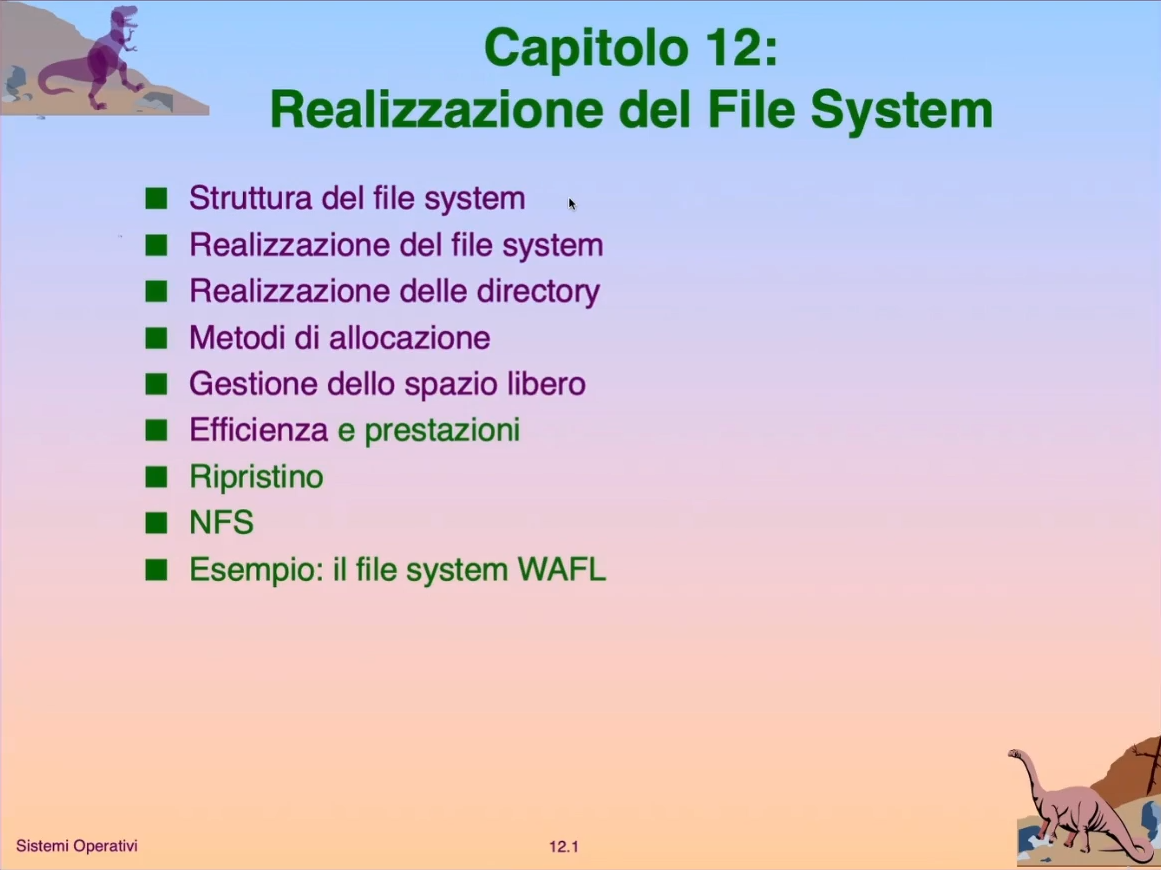 Capitolo 12:
Realizzazione del File System
Struttura del file system
Realizzazione del file system
Realizzazione delle directory
Metodi di allocazione
Gestione dello spazio libero
Efficienza e prestazioni
Ripristino
NFS
Esempio: il file system WAFL
Sistemi Operativi
12.1